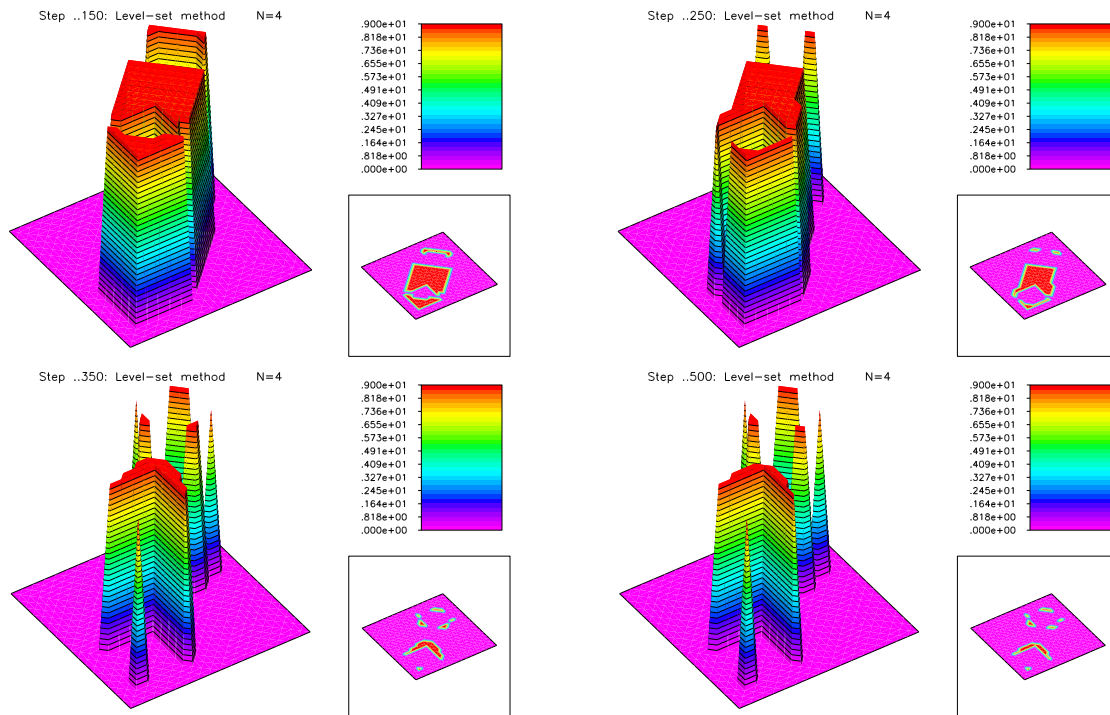 Step ..150: Level-set method N=4
.900e+01
.818e+01
.736e+01
.655e+01
.573e+01
.491e+01
.409e+01
.327e+01
.245e+01
.164e+01
.818e+00
.000e+00
Step ..250: Level-set method N=4
.900e+01
.818e+01
.736e+01
.655e+01
.573e+01
.491e+01
.409e+01
.327e+01
.245e+01
.164e+01
.818e+00
.000e+00
Step ..350: Level-set method N=4
.900e+01
.818e+01
.736e+01
.655e+01
.573e+01
.491e+01
.409e+01
.327e+01
.245e+01
.164e+01
.818e+00
.000e+00
Step ..500: Level-set method N=4
.900e+01
.818e+01
.736e+01
.655e+01
.573e+01
.491e+01
.409e+01
.327e+01
.245e+01
.164e+01
.818e+00
.000e+00